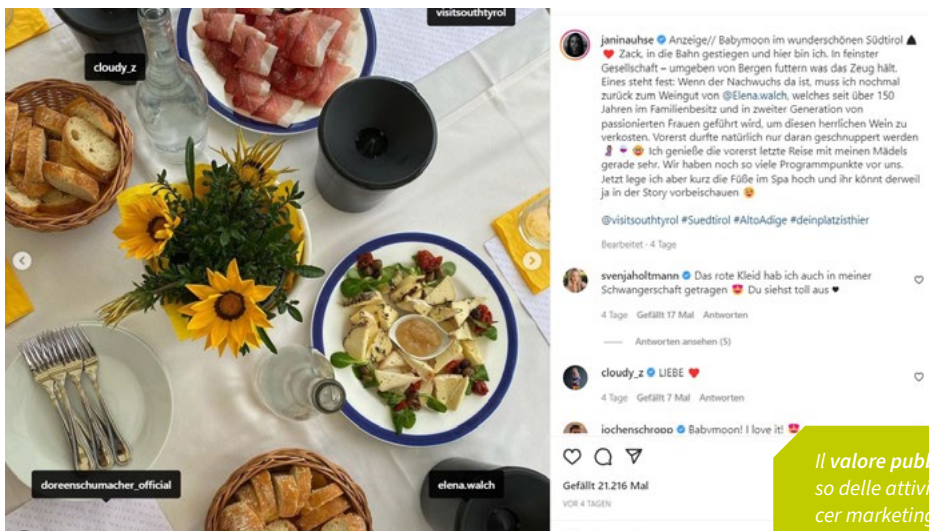 visitsouthtyrol
cloudy_z
doreenschumacher_official
elena.walch
janinauhse Anzeige// Babymoon im wunderschönen Südtirol
Zack, in die Bahn gestiegen und hier bin ich. In feinster
Gesellschaft – umgeben von Bergen futtern was das Zeug hält.
Eines steht fest: Wenn der Nachwuchs da ist, muss ich nochmal
zurück zum Weingut von @Elena.walch, welches seit über 150
Jahren im Familienbesitz und in zweiter Generation von
passionierten Frauen geführt wird, um diesen herrlichen Wein zu
verkosten. Vorerst durfte natürlich nur daran geschnuppert werden
Ich genieße die vorerst letzte Reise mit meinen Mädels
gerade sehr. Wir haben noch so viele Programmpunkte vor uns.
Jetzt lege ich aber kurz die Füße im Spa hoch und ihr könnt derweil
ja in der Story vorbeischauen
@visitsouthtyrol #Suedtirol #AltoAdige #deinplatzisthier
Bearbeitet · 4 Tage
svenjaholtmann Das rote Kleid hab ich auch in meiner
Schwangerschaft getragen 😍 Du siehst toll aus ♥
4 Tage Gefällt 17 Mal Antworten
Antworten ansehen (5)
cloudy_z LIEBE ❤️
4 Tage Gefällt 7 Mal Antworten
jochenschropp Babymoon! I love it! 😍
Gefällt 21.216 Mal
VOR 4 TAGEN
Il valore pubb
so delle attivi
cer marketing